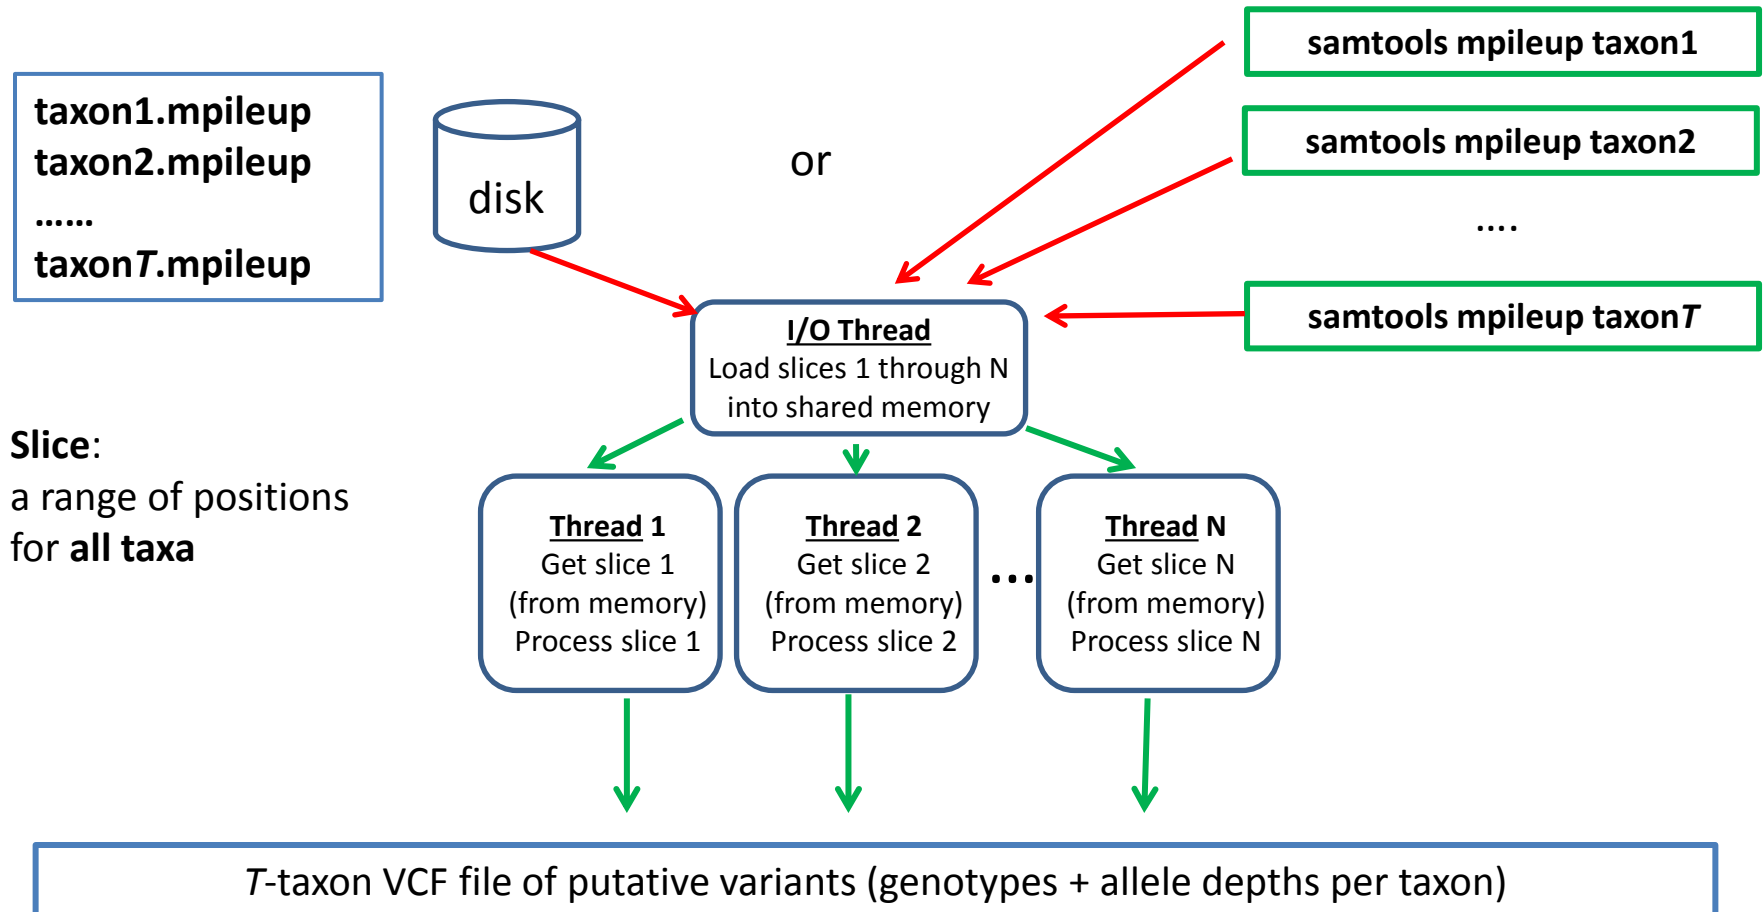 taxon1.mpileup
taxon2.mpileup
……
taxonT.mpileup
disk
or
samtools mpileup taxon1
samtools mpileup taxon2
….
samtools mpileup taxonT
I/O Thread
Load slices 1 through N
into shared memory
Slice:
a range of positions
for all taxa
Thread 1
Get slice 1
(from memory)
Process slice 1
Thread 2
Get slice 2
(from memory)
Process slice 2
…
Thread N
Get slice N
(from memory)
Process slice N
T-taxon VCF file of putative variants (genotypes + allele depths per taxon)